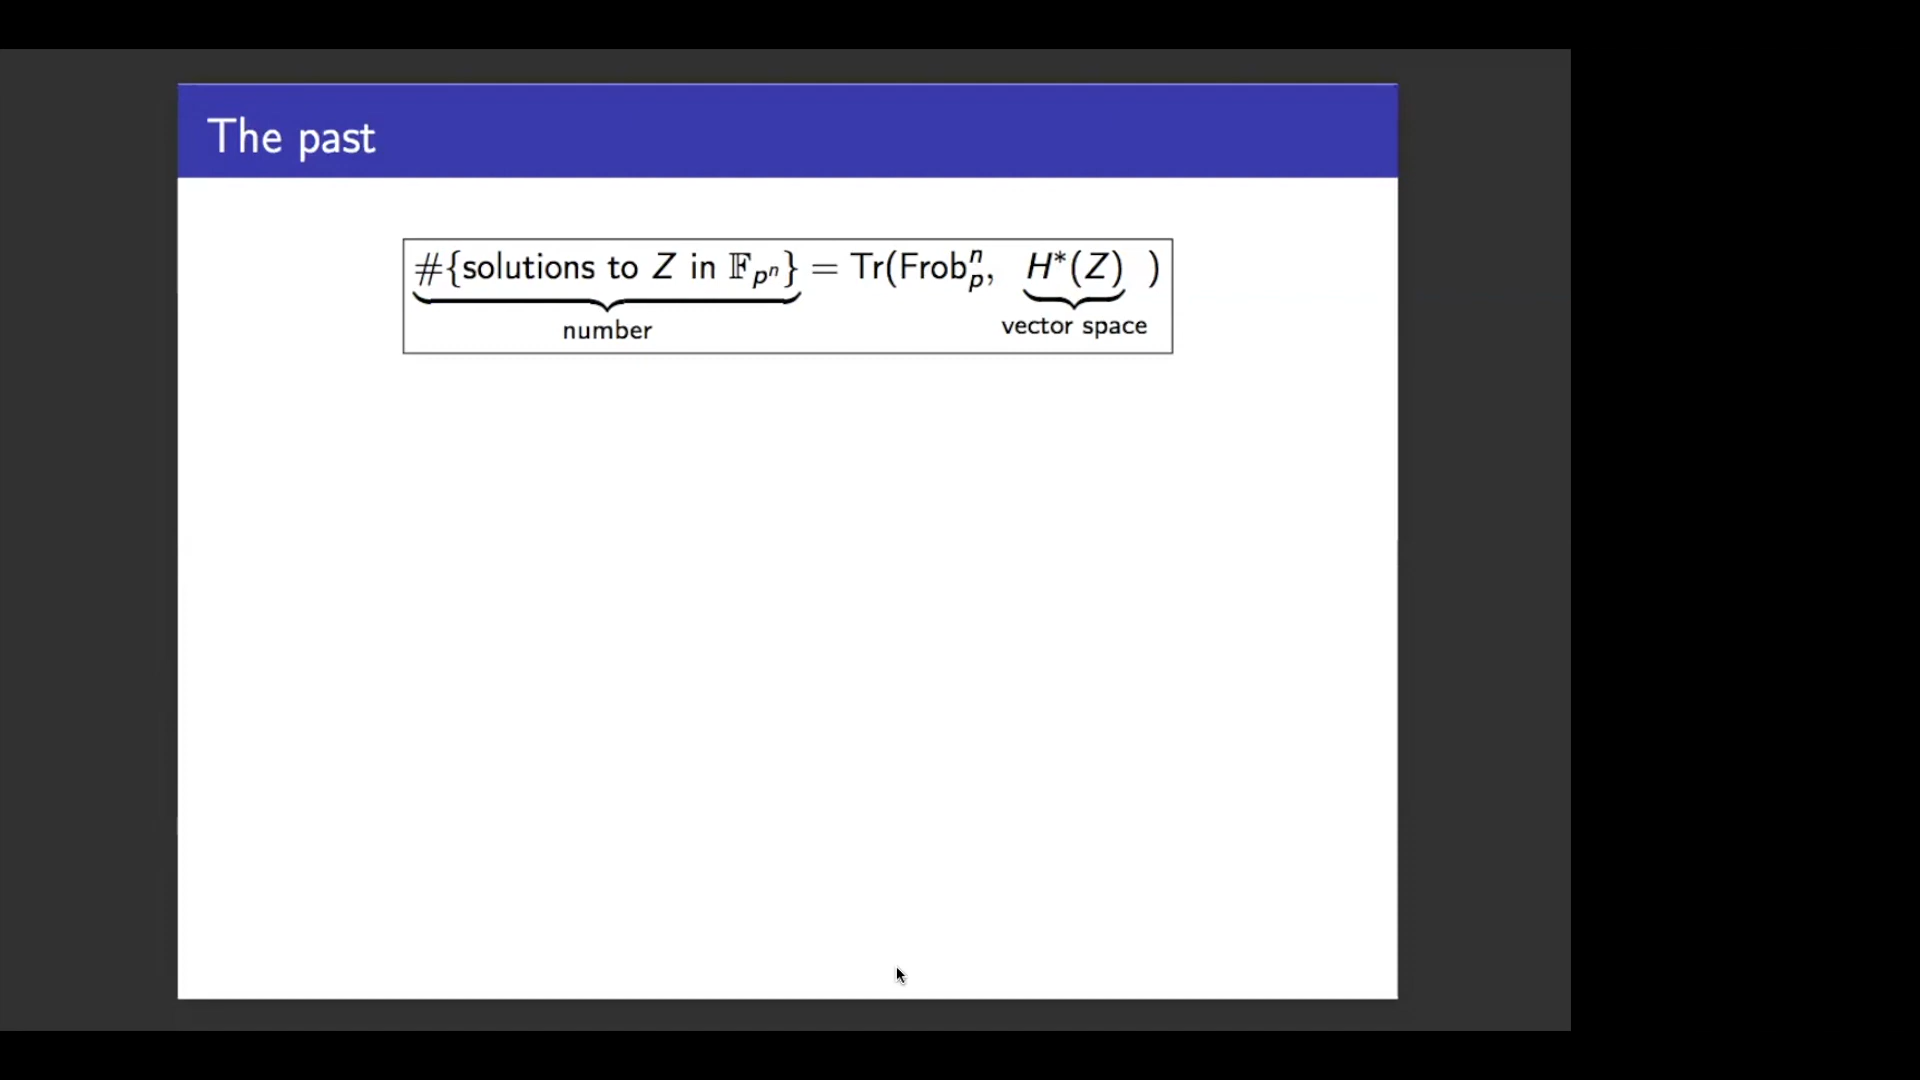 The past
#{solutions to Z in 𝔽_{p^n}} = Tr(Frob_p^n, H*(Z) )
number
vector space